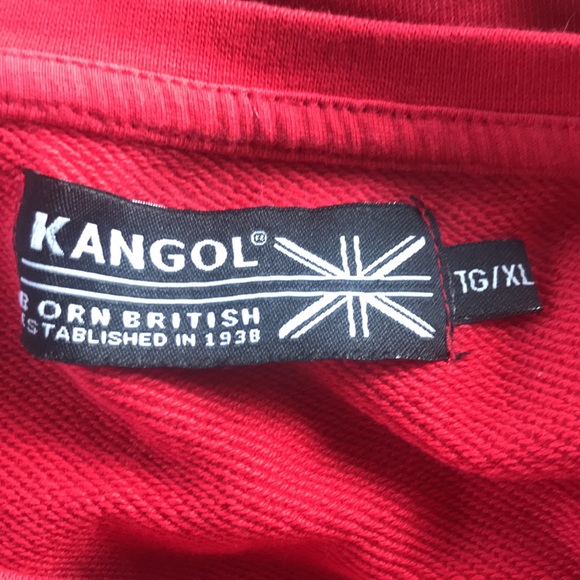 KANGOL®
BORN BRITISH
ESTABLISHED IN 1938
TG/XL